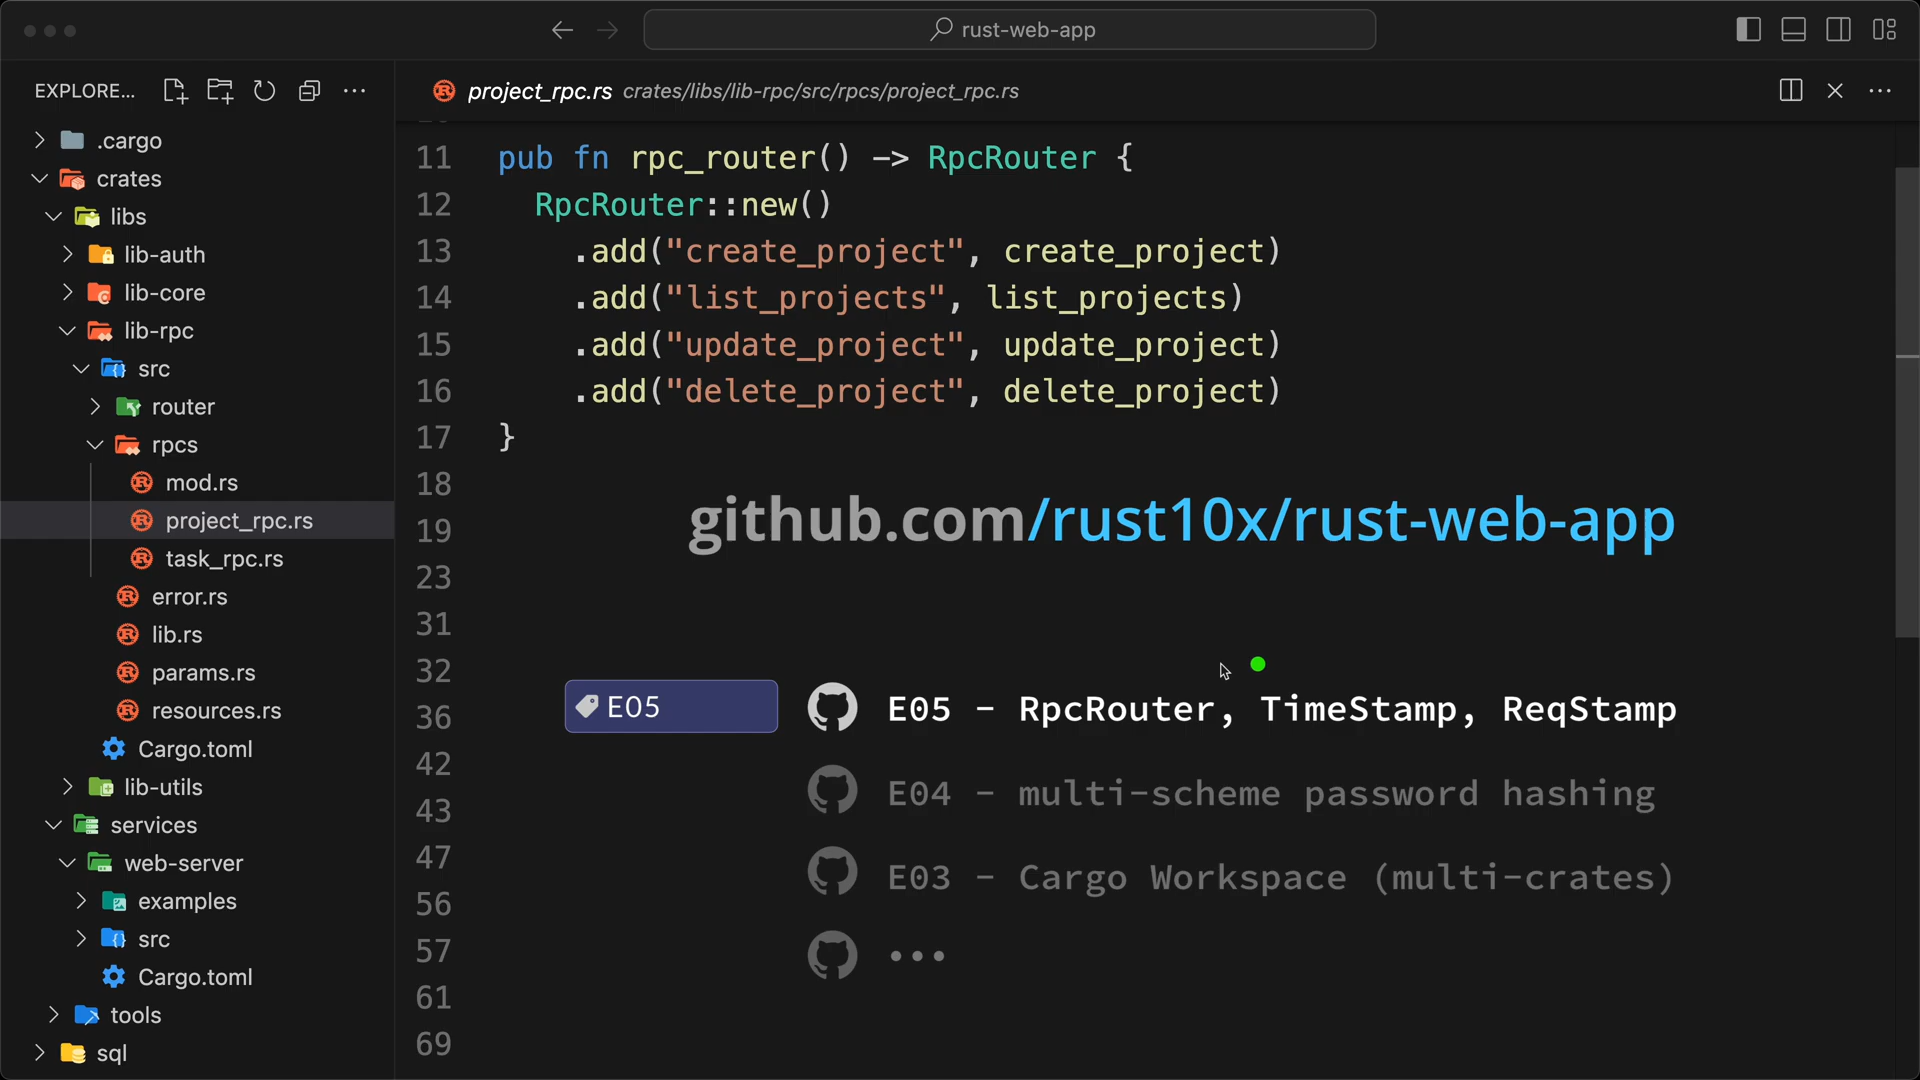 rust-web-app
EXPLORE...
.cargo
crates
libs
lib-auth
lib-core
lib-rpc
src
router
rpcs
mod.rs
project_rpc.rs
task_rpc.rs
error.rs
lib.rs
params.rs
resources.rs
Cargo.toml
lib-utils
services
web-server
examples
src
Cargo.toml
tools
sql
project_rpc.rs crates/libs/lib-rpc/src/rpcs/project_rpc.rs
11 pub fn rpc_router() -> RpcRouter {
12 RpcRouter::new()
13 .add("create_project", create_project)
14 .add("list_projects", list_projects)
15 .add("update_project", update_project)
16 .add("delete_project", delete_project)
17 }
18
19
23
31
32
36
42
43
47
56
57
61
69
github.com/rust10x/rust-web-app
E05
E05 - RpcRouter, TimeStamp, ReqStamp
E04 - multi-scheme password hashing
E03 - Cargo Workspace (multi-crates)
...